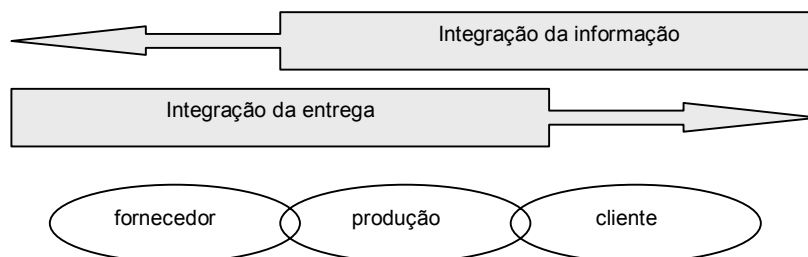 Integração da informação
Integração da entrega
fornecedor produção cliente